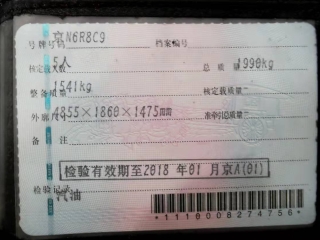 号牌号码 京N6R8C9 档案编号
核定载人数 5人 总质量 1990kg
整备质量 1541kg 核定载质量
外廓尺寸 4855×1860×1475mm 准牵引总质量
备注
检验有效期至2018 年01 月京A(01)
检验记录
汽油
*1110008274756*